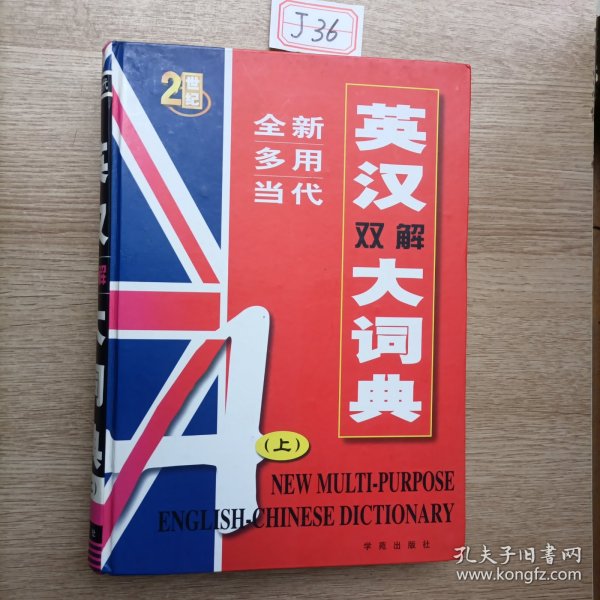 J36
21世纪
全新
多用
当代
英汉
双解
大词典
(上)
NEW MULTI-PURPOSE
ENGLISH-CHINESE DICTIONARY
学苑出版社
孔夫子旧书网
www.kongfz.com